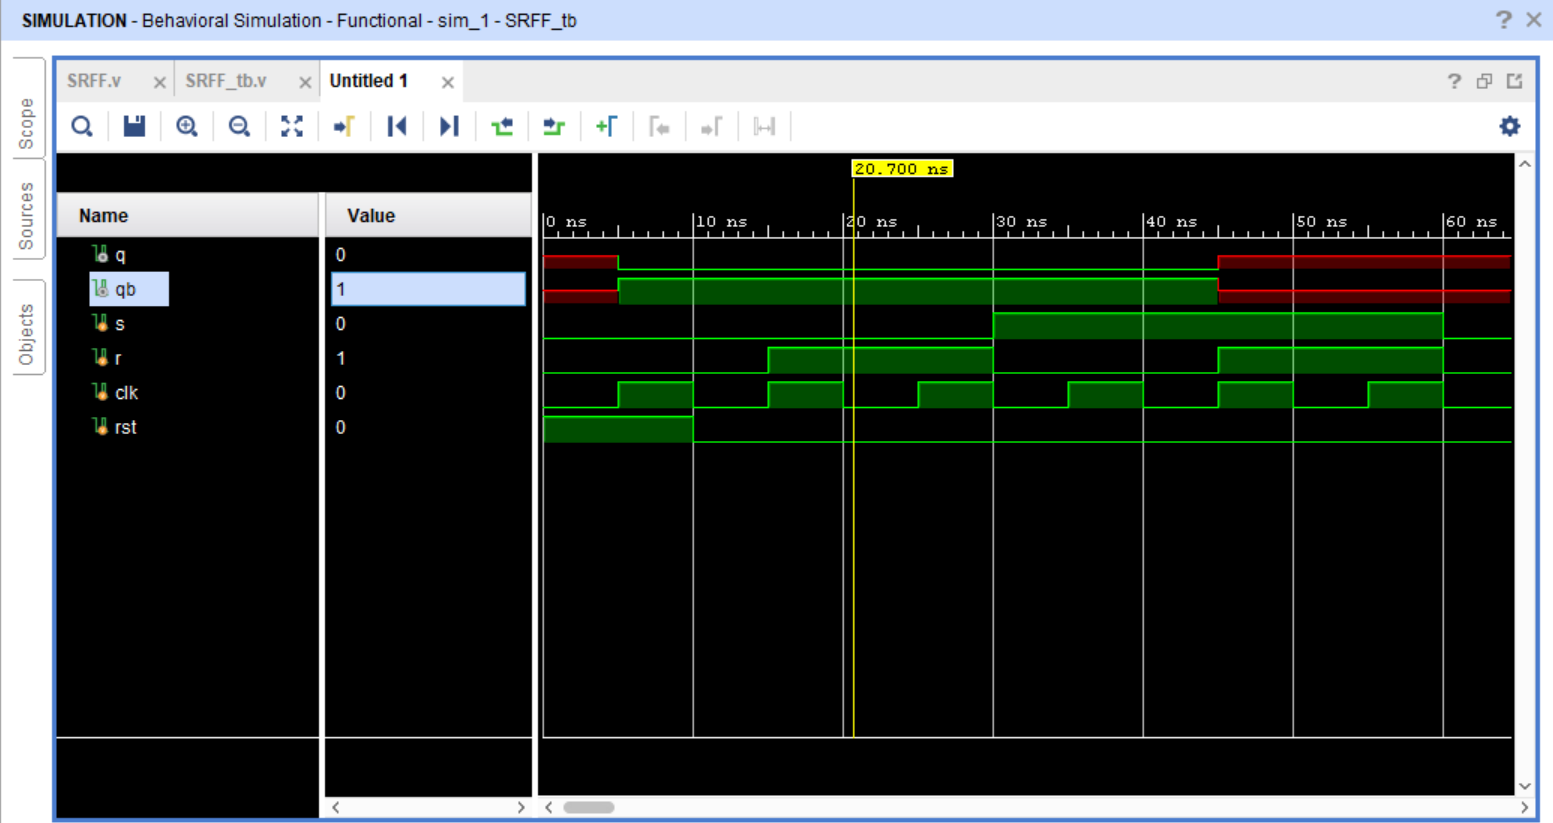 SIMULATION - Behavioral Simulation - Functional - sim_1 - SRFF_tb
SRFF.v
SRFF_tb.v
Untitled 1
Scope
Sources
Objects
20.700 ns
Name
Value
0 ns
10 ns
20 ns
30 ns
40 ns
50 ns
60 ns
q 0
qb 1
s 0
r 1
clk 0
rst 0